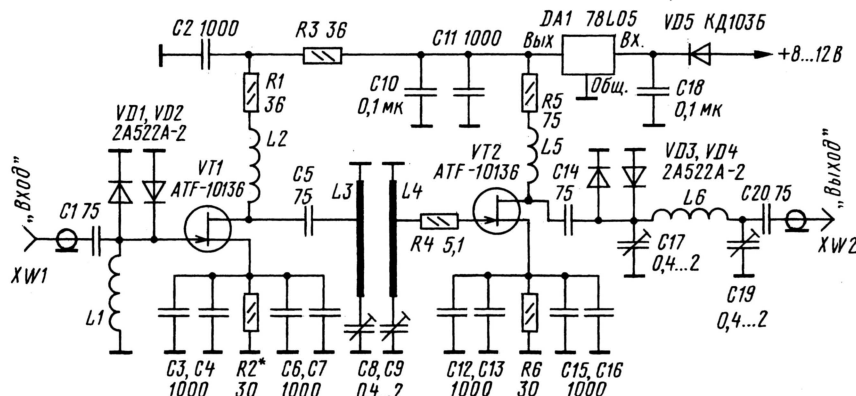 C2 1000
R3 36
C11 1000
DA1 78L05
VD5 КД103Б
Вых
Вх.
+8...12В
Общ.
R1
36
C10
0,1 мк
R5
75
C18
0,1 мк
VD1, VD2
2А522А-2
L2
L5
VD3, VD4
2А522А-2
VT1
ATF-10136
C5
75
L3
L4
VT2
ATF-10136
C14
75
L6
C20 75
„Вход"
C1 75
„Выход"
R4 5,1
C17
0,4...2
XW1
XW2
L1
C19
0,4...2
C3, C4
1000
R2*
30
C6, C7
1000
C8, C9
0,4...2
C12, C13
1000
R6
30
C15, C16
1000